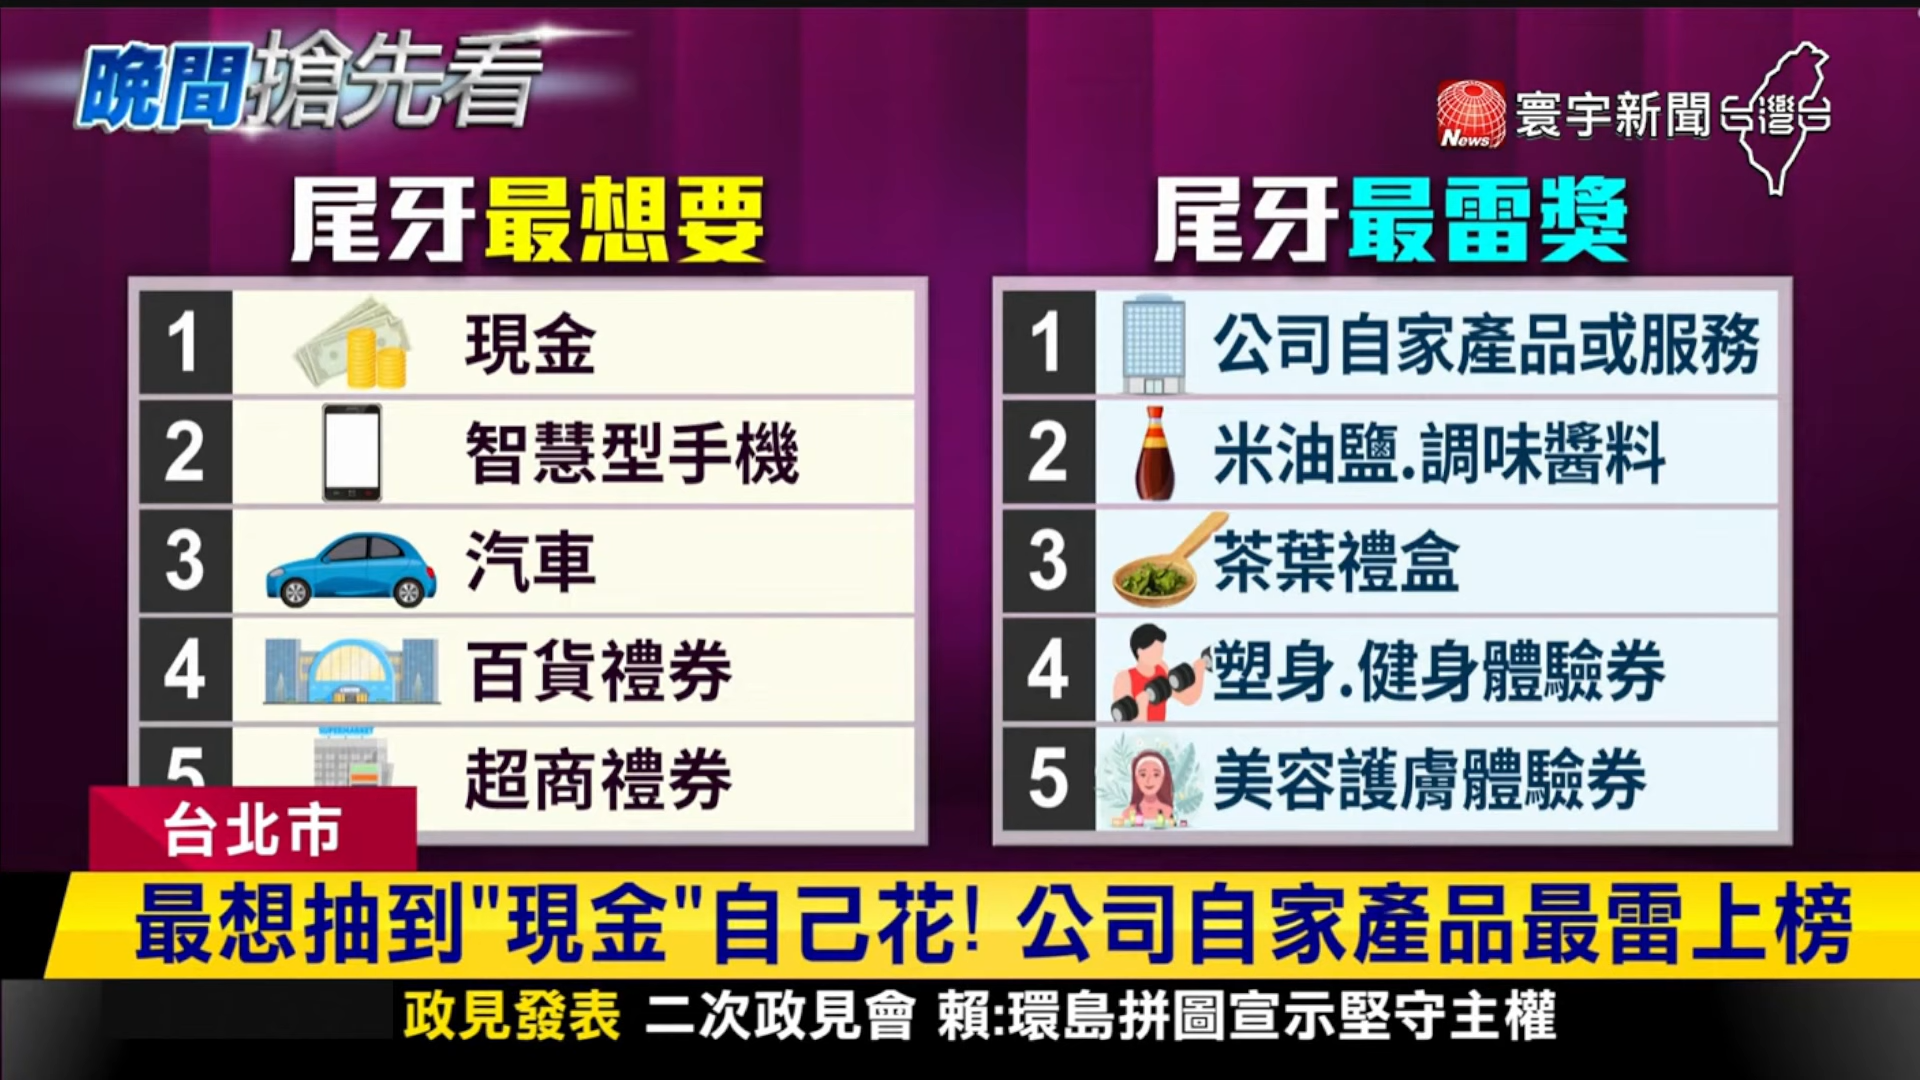 晚間搶先看
News
寰宇新聞 台灣台
尾牙最想要
1 現金
2 智慧型手機
3 汽車
4 百貨禮券
SUPERMARKET
5 超商禮券
尾牙最雷獎
1 公司自家產品或服務
2 米油鹽.調味醬料
3 茶葉禮盒
4 塑身.健身體驗券
5 美容護膚體驗券
台北市
最想抽到"現金"自己花! 公司自家產品最雷上榜
政見發表 二次政見會 賴:環島拼圖宣示堅守主權